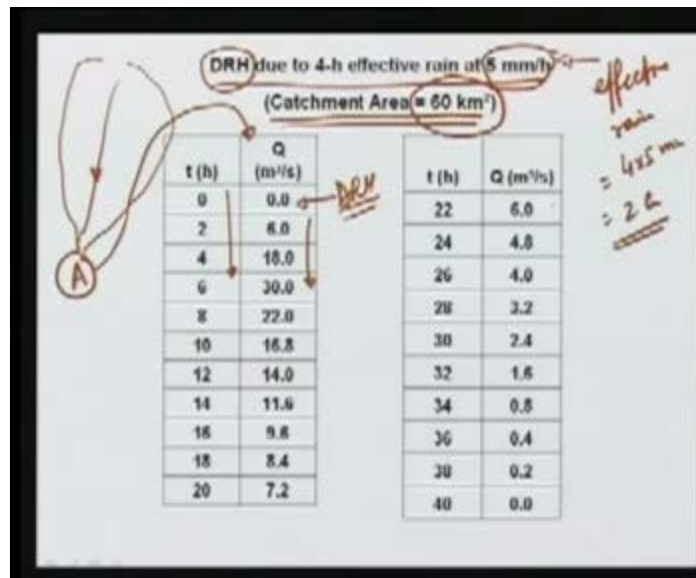 DRH due to 4-h effective rain at 5 mm/h
(Catchment Area = 60 km²)
effective
rain
= 4x5 mm
= 2 cm
t (h) Q (m³/s)
0 0.0
2 6.0
4 18.0
6 30.0
8 22.0
10 16.8
12 14.0
14 11.6
16 9.6
18 8.4
20 7.2
DRH
A
t (h) Q (m³/s)
22 6.0
24 4.8
26 4.0
28 3.2
30 2.4
32 1.6
34 0.8
36 0.4
38 0.2
40 0.0